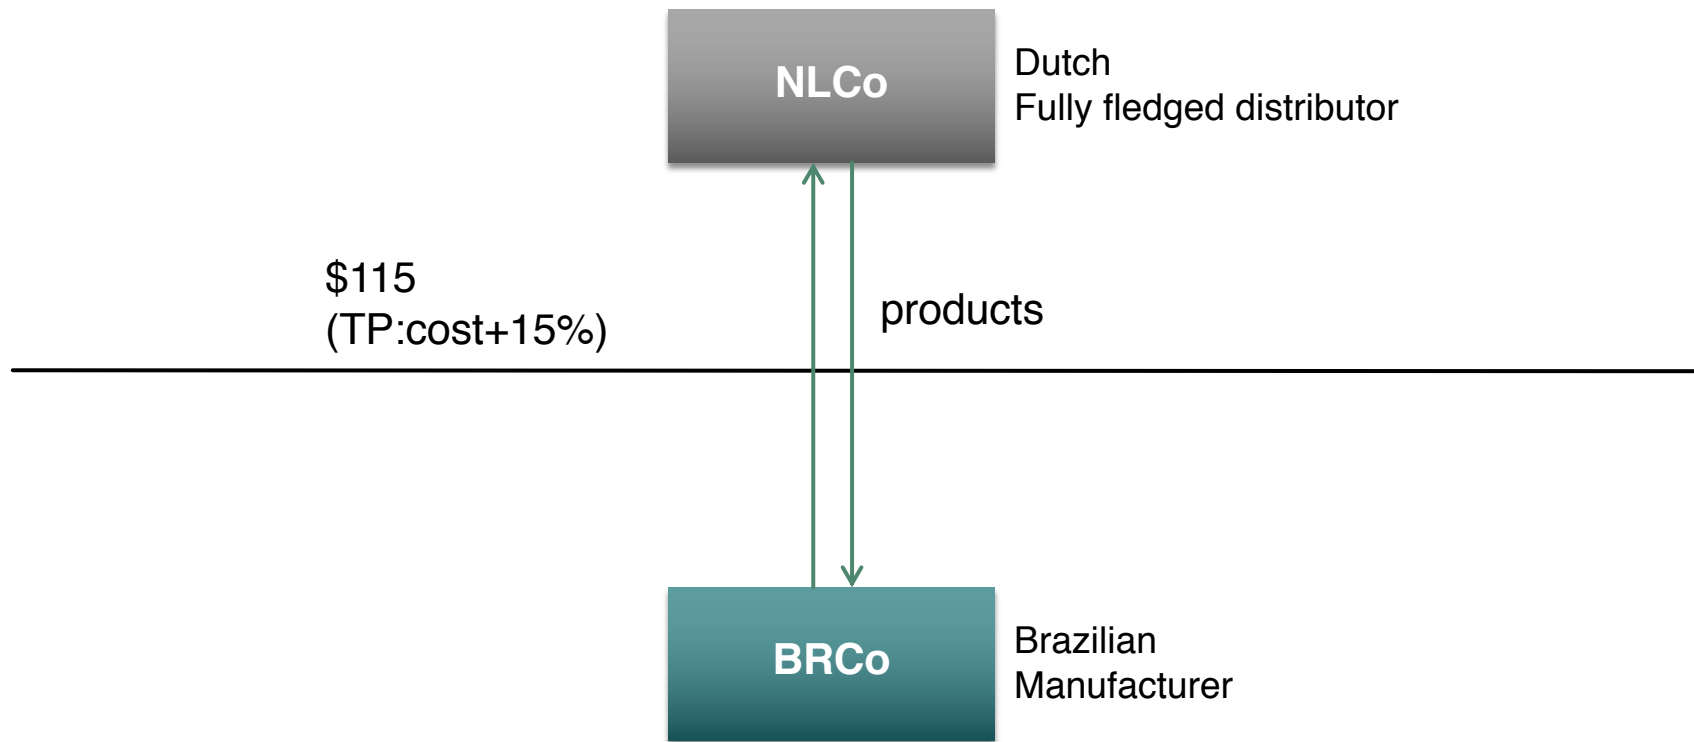 NLCo
Dutch
Fully fledged distributor
$115
(TP:cost+15%)
products
BRCo
Brazilian
Manufacturer